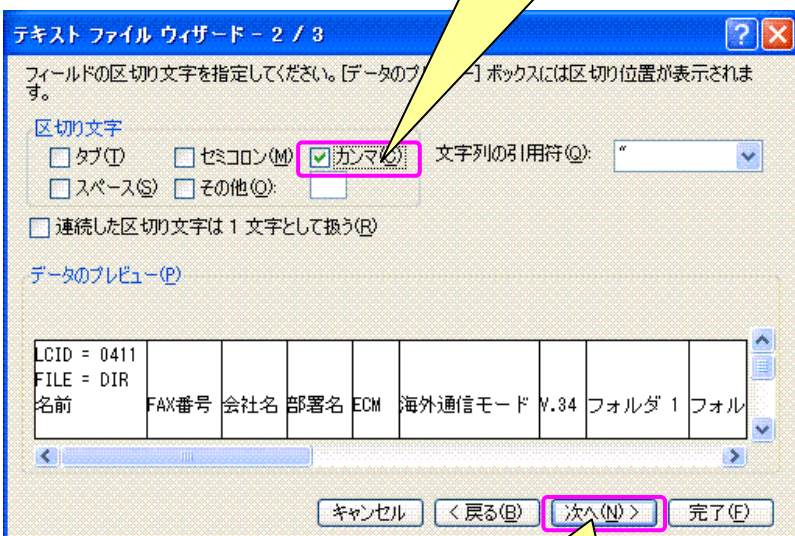 テキスト ファイル ウィザード - 2 / 3
フィールドの区切り文字を指定してください。[データのプ ー] ボックスには区切り位置が表示されま
す。
区切り文字
タブ(T) セミコロン(M) カンマ(C) 文字列の引用符(Q): "
スペース(S) その他(O):
連続した区切り文字は 1 文字として扱う(R)
データのプレビュー(P)
LCID = 0411
FILE = DIR
名前 FAX番号 会社名 部署名 ECM 海外通信モード V.34 フォルダ 1 フォル
キャンセル < 戻る(B) 次へ(N) > 完了(F)